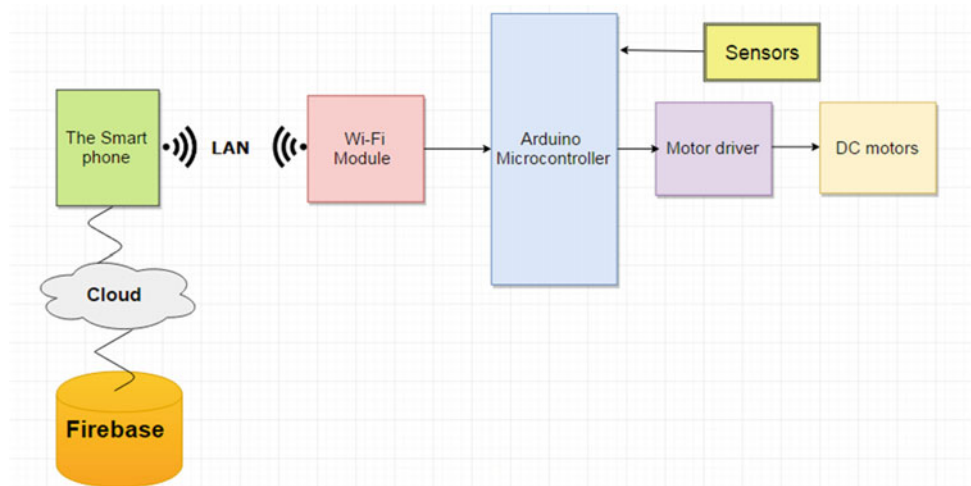 Sensors
The Smart
phone
LAN
Wi-Fi
Module
Arduino
Microcontroller
Motor driver
DC motors
Cloud
Firebase